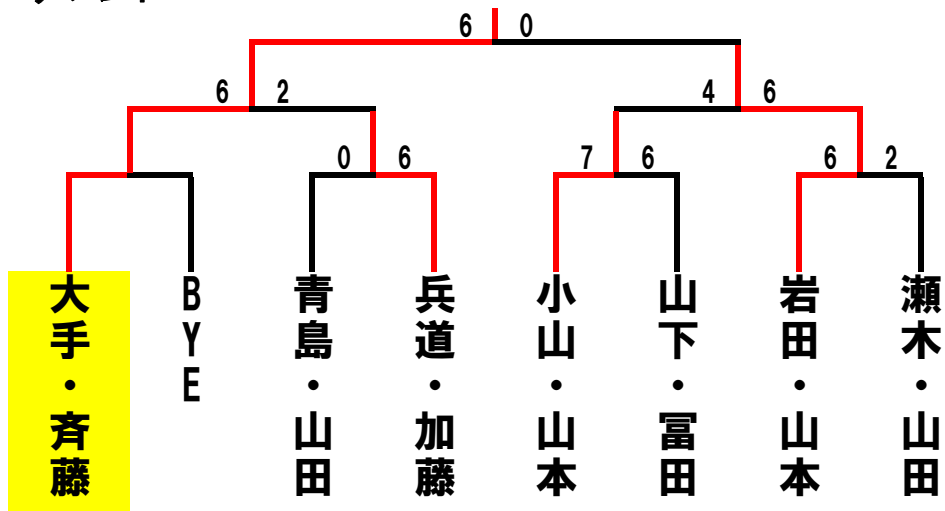 6 0
6 2
4 6
0 6
7 6
6 2
大手・斉藤
BYE
青島・山田
兵道・加藤
小山・山本
山下・冨田
岩田・山本
瀬木・山田